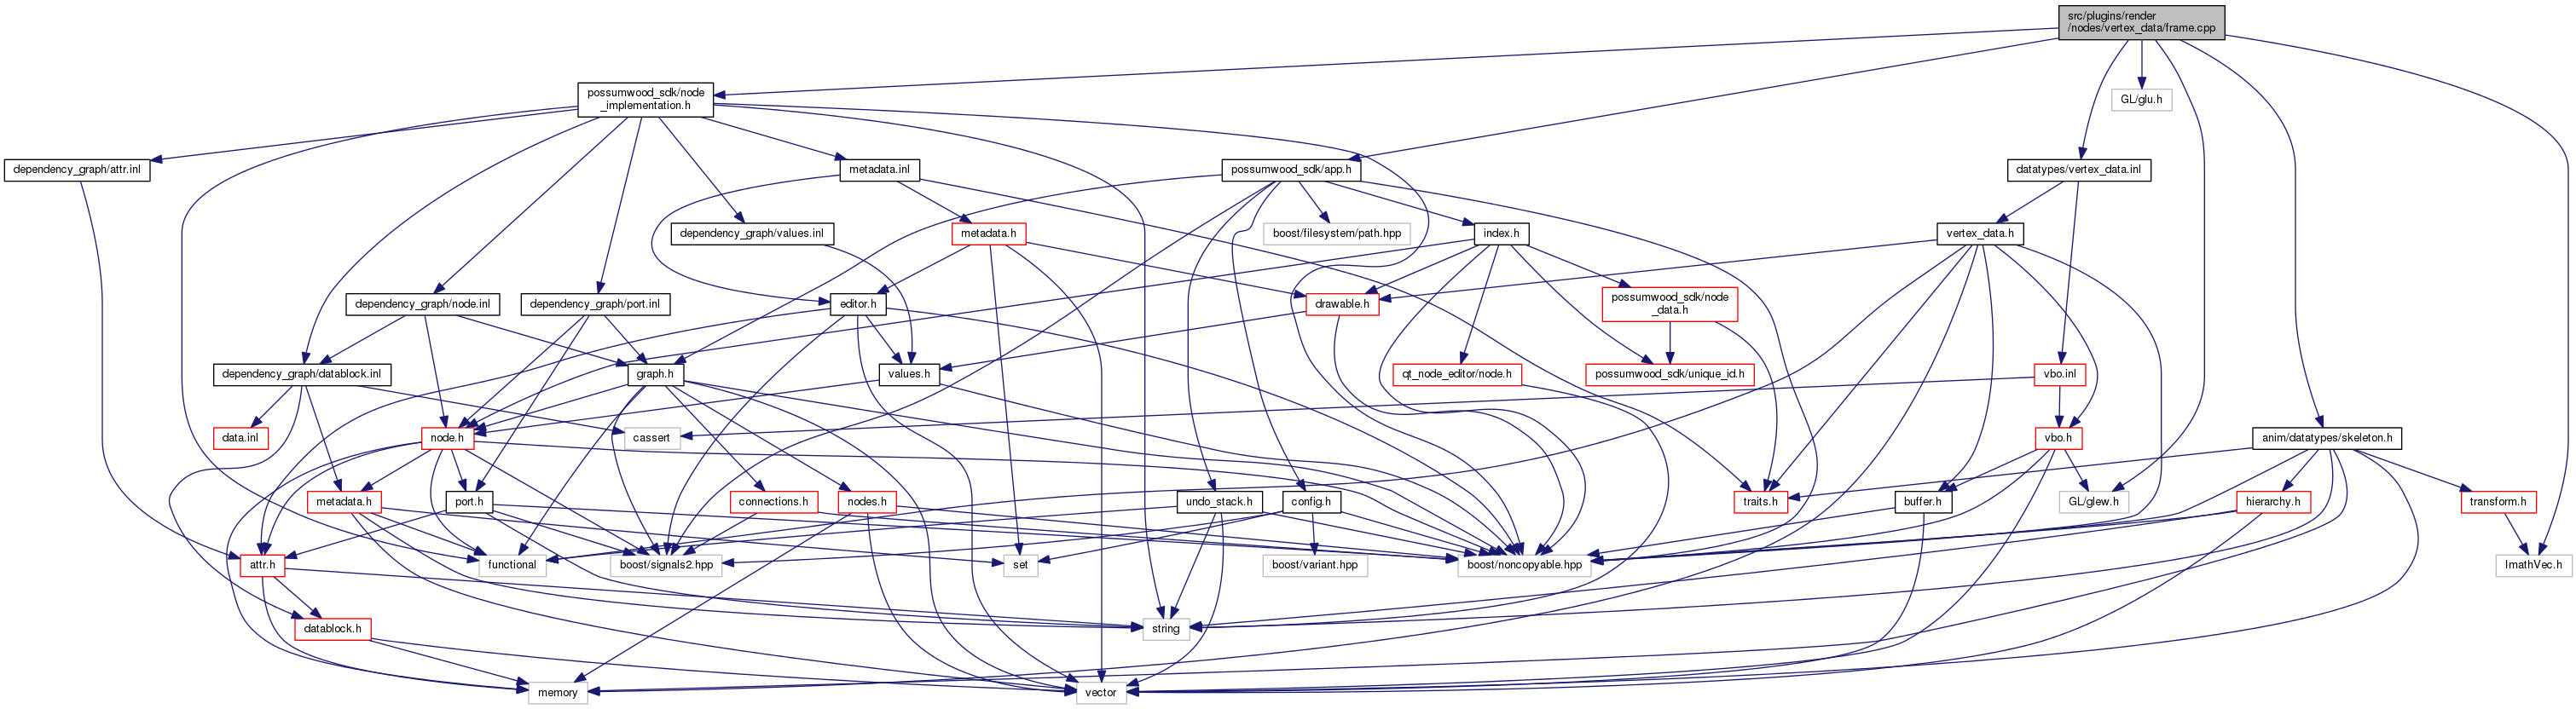 src/plugins/render
/nodes/vertex_data/frame.cpp
possumwood_sdk/node
_implementation.h
GL/glu.h
dependency_graph/attr.inl
metadata.inl
possumwood_sdk/app.h
datatypes/vertex_data.inl
dependency_graph/values.inl
metadata.h
boost/filesystem/path.hpp
index.h
vertex_data.h
dependency_graph/node.inl
dependency_graph/port.inl
editor.h
drawable.h
possumwood_sdk/node
_data.h
dependency_graph/datablock.inl
graph.h
values.h
qt_node_editor/node.h
possumwood_sdk/unique_id.h
vbo.inl
data.inl
node.h
cassert
vbo.h
anim/datatypes/skeleton.h
metadata.h
port.h
connections.h
nodes.h
undo_stack.h
config.h
traits.h
buffer.h
GL/glew.h
hierarchy.h
transform.h
attr.h
functional
boost/signals2.hpp
set
boost/variant.hpp
boost/noncopyable.hpp
ImathVec.h
datablock.h
string
memory
vector